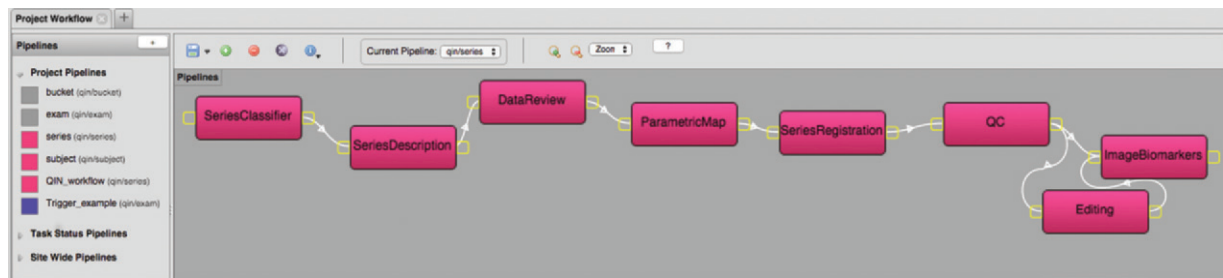 Project Workflow
+
Pipelines
+
Project Pipelines
bucket (qin/bucket)
exam (qin/exam)
series (qin/series)
subject (qin/subject)
QIN_workflow (qin/series)
Trigger_example (qin/exam)
Task Status Pipelines
Site Wide Pipelines
Current Pipeline: qin/series
Zoon
?
Pipelines
SeriesClassifier
SeriesDescription
DataReview
ParametricMap
SeriesRegistration
QC
ImageBiomarkers
Editing